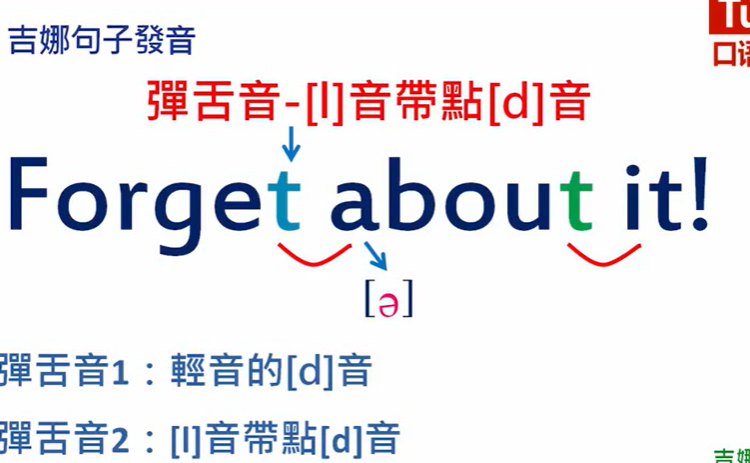 吉娜句子發音
Tu
口语
彈舌音-[l]音帶點[d]音
Forget about it!
[ə]
彈舌音1：輕音的[d]音
彈舌音2：[l]音帶點[d]音
吉娜